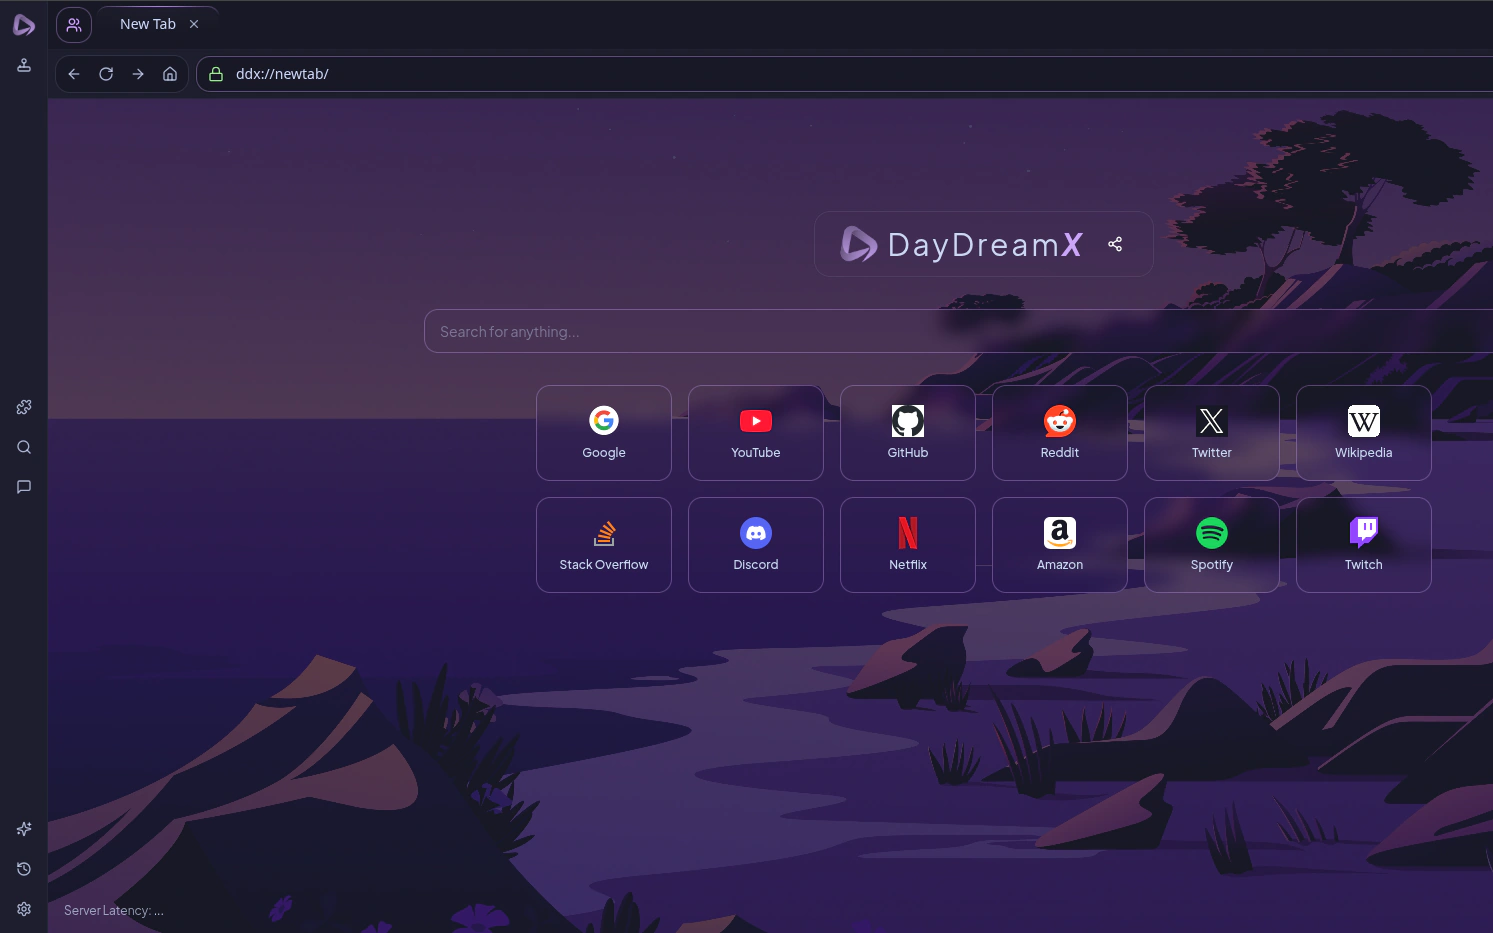 New Tab
ddx://newtab/
DayDreamX
Search for anything...
Google
YouTube
GitHub
Reddit
Twitter
Wikipedia
Stack Overflow
Discord
Netflix
Amazon
Spotify
Twitch
Server Latency: ...